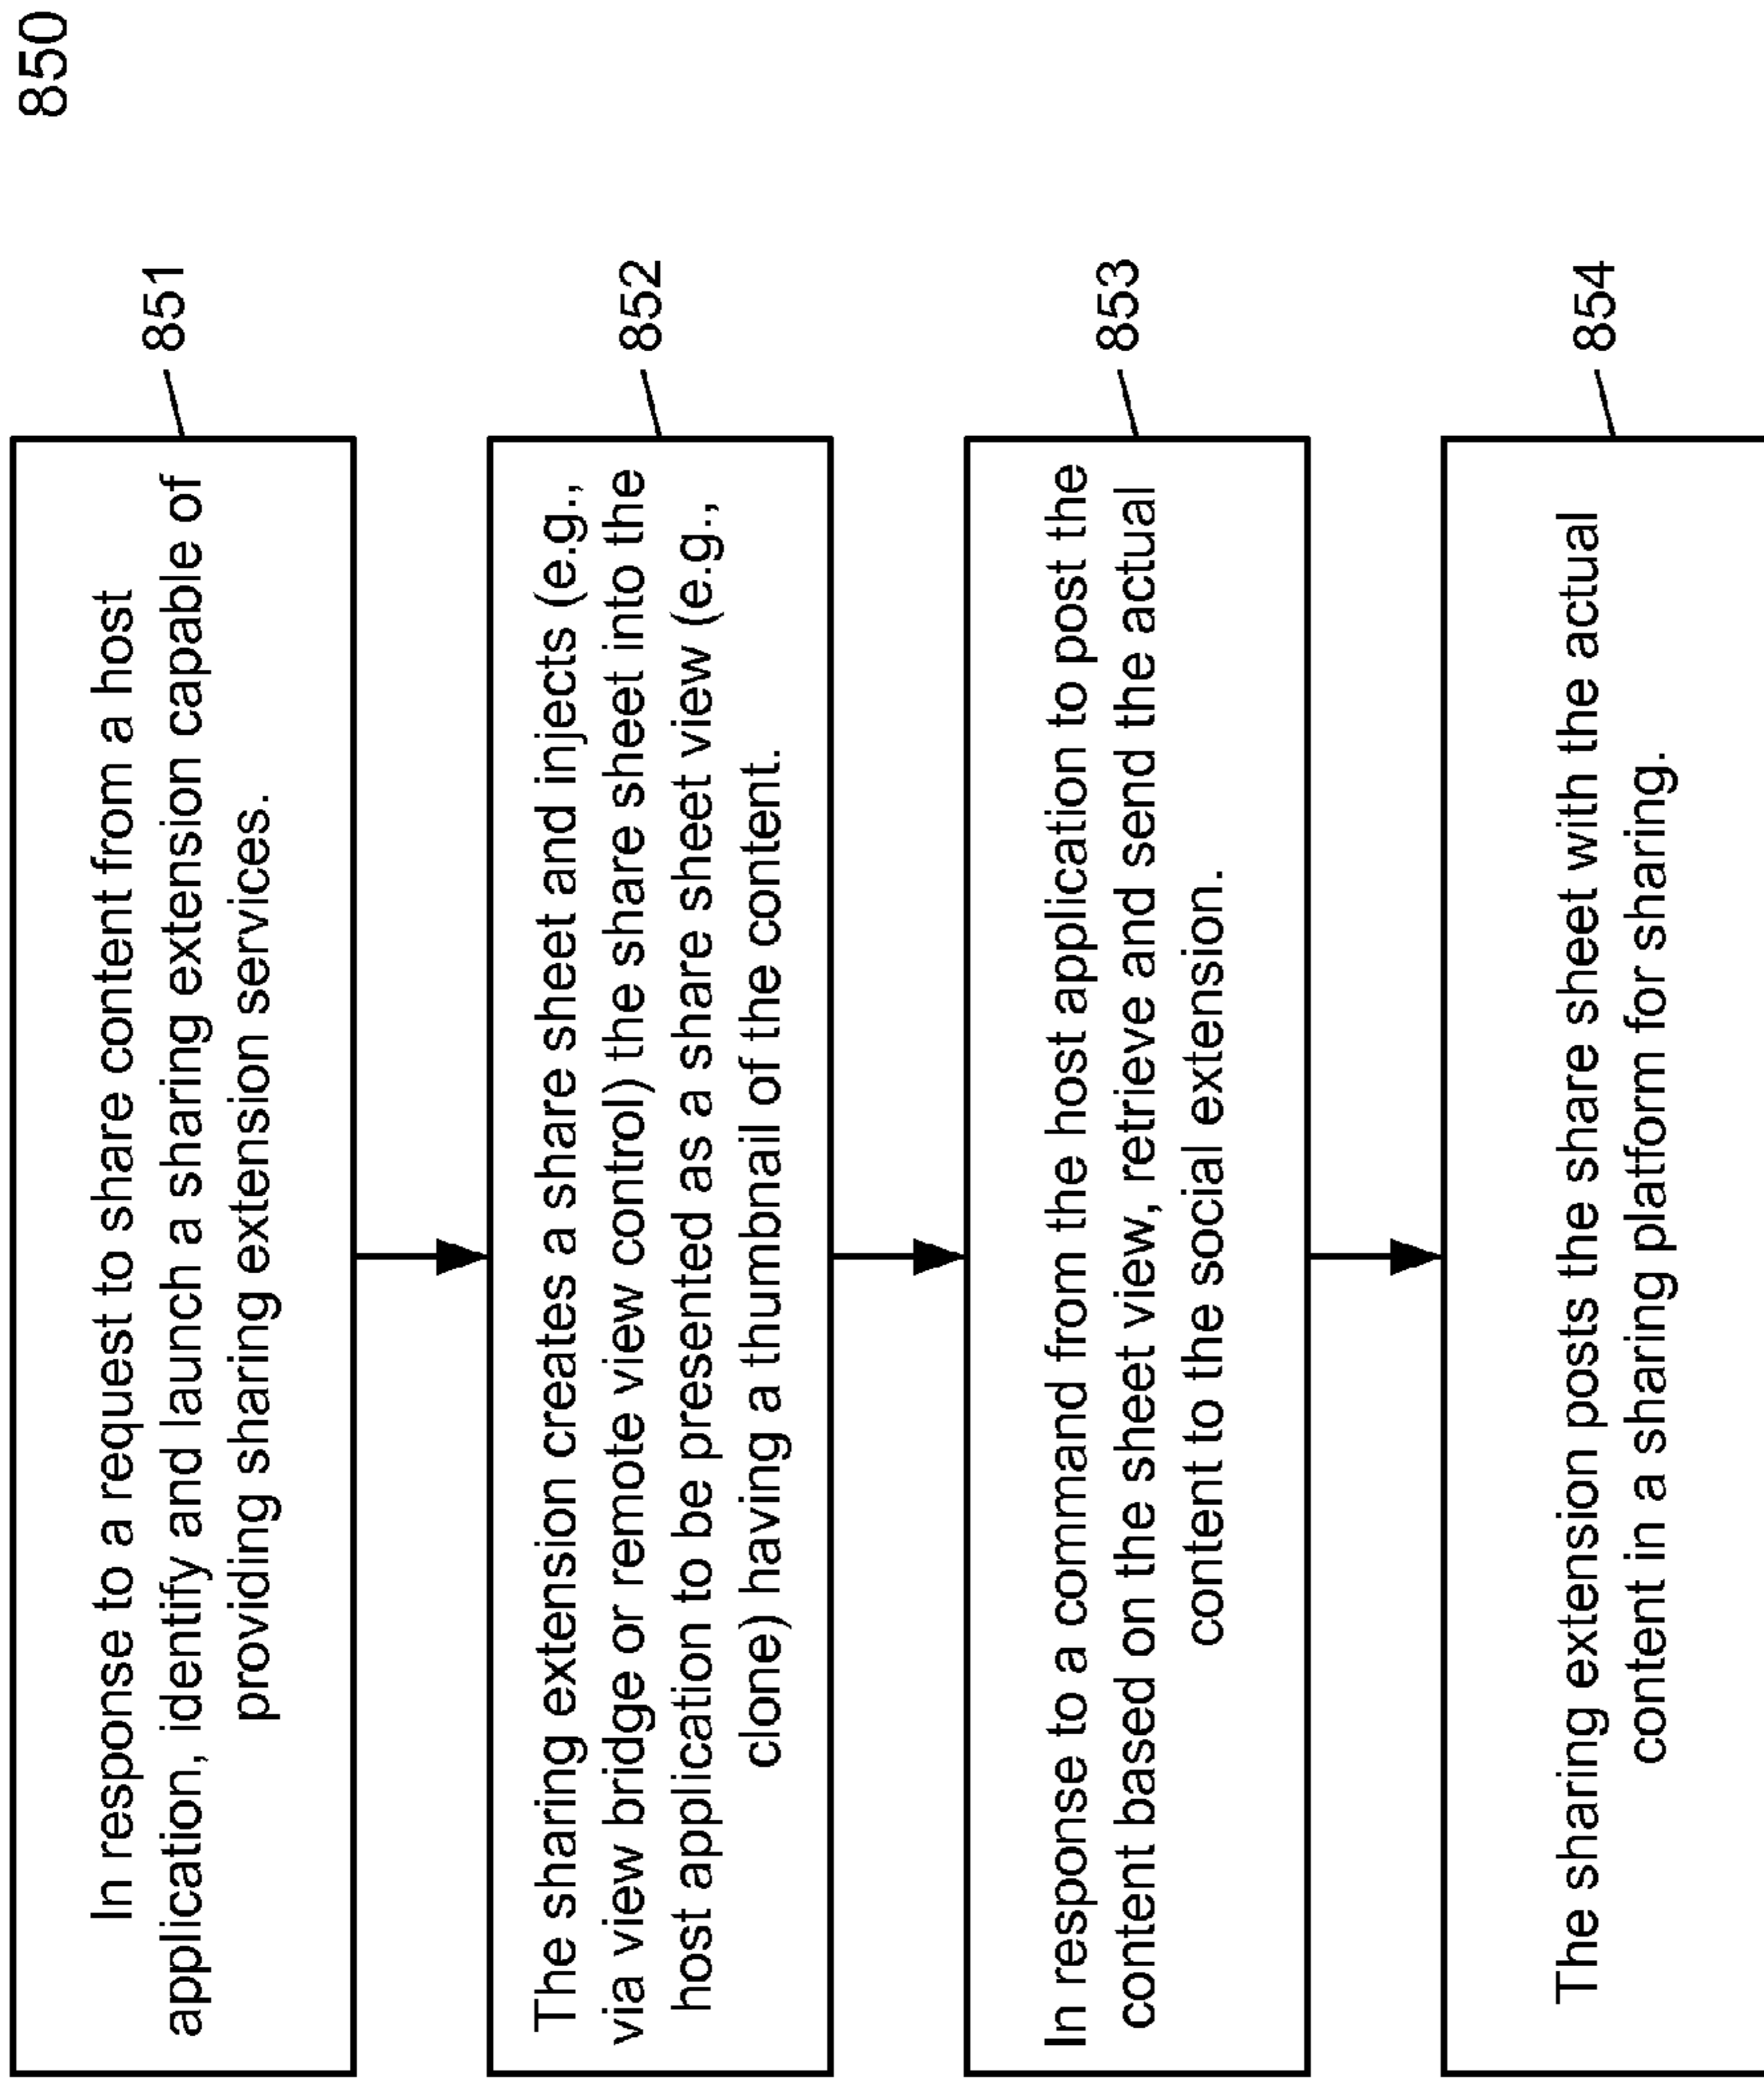 850
In response to a request to share content from a host
application, identify and launch a sharing extension capable of
providing sharing extension services.
851
The sharing extension creates a share sheet and injects (e.g.,
via view bridge or remote view control) the share sheet into the
host application to be presented as a share sheet view (e.g.,
clone) having a thumbnail of the content.
852
In response to a command from the host application to post the
content based on the sheet view, retrieve and send the actual
content to the social extension.
853
The sharing extension posts the share sheet with the actual
content in a sharing platform for sharing.
854